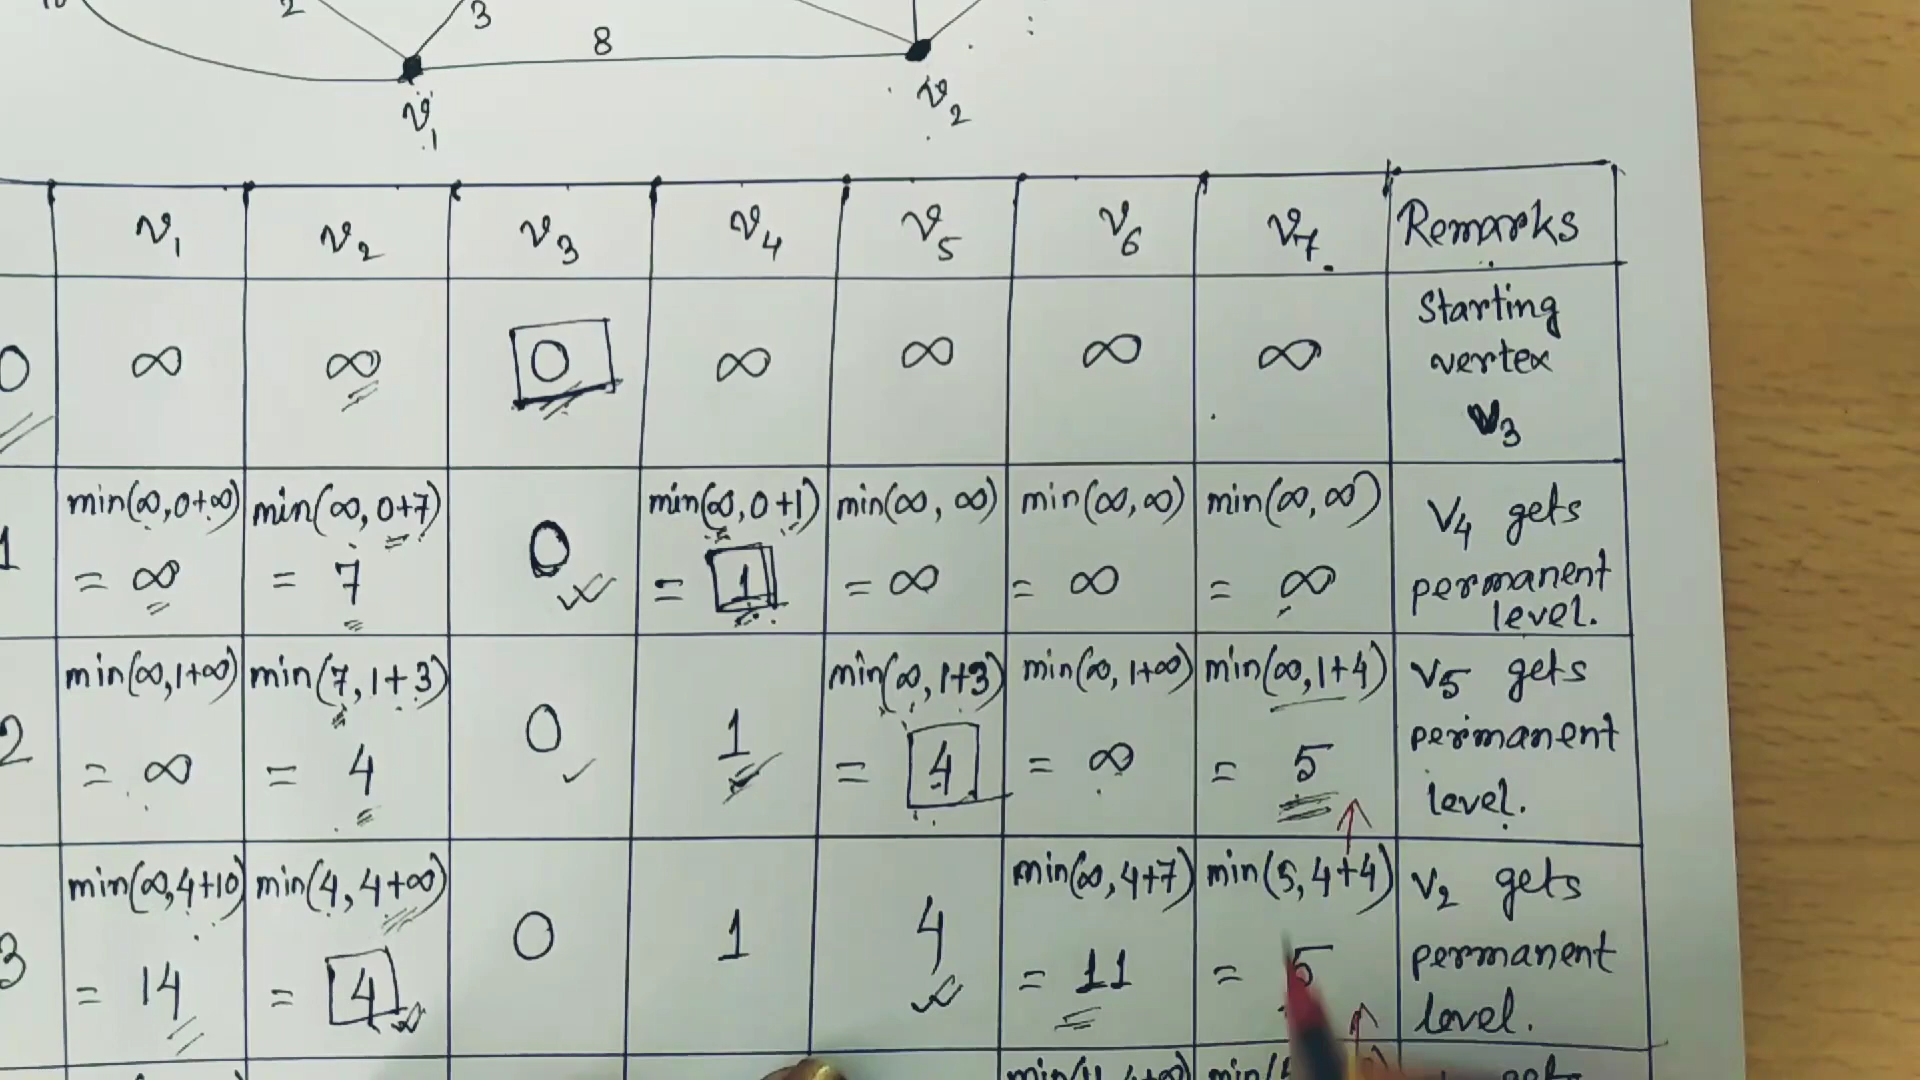 2 3
8
v1 v2
v1 v2 v3 v4 v5 v6 v7 Remarks
0 ∞ ∞ 0 ∞ ∞ ∞ ∞ Starting
vertex
v3
min(∞,0+∞) min(∞,0+7) min(∞,0+1) min(∞,∞) min(∞,∞) min(∞,∞) V4 gets
1 = ∞ = 7 0 = 1 = ∞ = ∞ = ∞ permanent
level.
min(∞,1+∞) min(7,1+3) min(∞,1+3) min(∞,1+∞) min(∞,1+4) V5 gets
2 = ∞ = 4 0 1 = 4 = ∞ = 5 permanent
level.
min(∞,4+10) min(4,4+∞) min(∞,4+7) min(5,4+4) V2 gets
3 = 14 = 4 0 1 4 = 11 = 5 permanent
level.